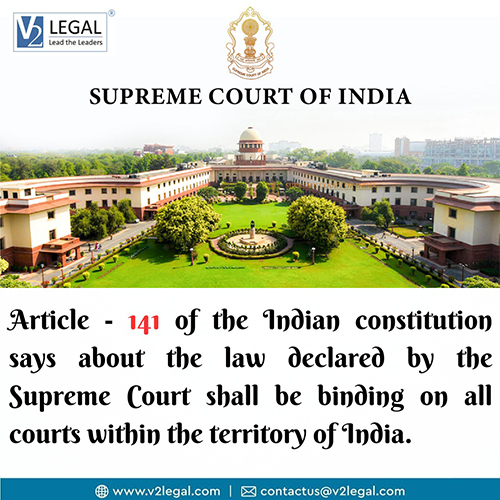 V2 LEGAL ®
Lead the Leaders
SUPREME COURT OF INDIA
Article - 141 of the Indian constitution
says about the law declared by the
Supreme Court shall be binding on all
courts within the territory of India.
www.v2legal.com | contactus@v2legal.com